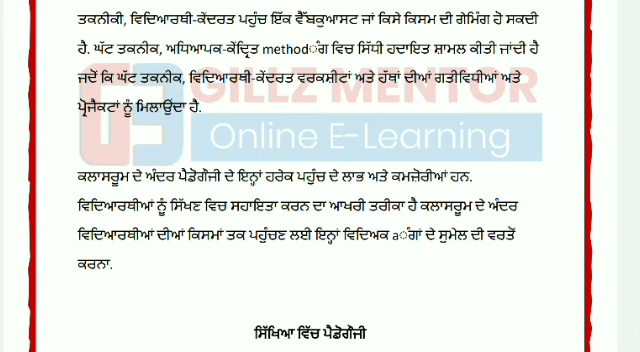 ਤਕਨੀਕੀ, ਵਿਦਿਆਰਥੀ-ਕੇਂਦਰਤ ਪਹੁੰਚ ਇੱਕ ਵੈੱਬਕੁਆਸਟ ਜਾਂ ਕਿਸੇ ਕਿਸਮ ਦੀ ਗੇਮਿੰਗ ਹੋ ਸਕਦੀ
ਹੈ. ਘੱਟ ਤਕਨੀਕ, ਅਧਿਆਪਕ-ਕੇਂਦ੍ਰਿਤ methodੰਗ ਵਿਚ ਸਿੱਧੀ ਹਦਾਇਤ ਸ਼ਾਮਲ ਕੀਤੀ ਜਾਂਦੀ ਹੈ
ਜਦੋਂ ਕਿ ਘੱਟ ਤਕਨੀਕ, ਵਿਦਿਆਰਥੀ-ਕੇਂਦਰਤ ਵਰਕਸ਼ੀਟਾਂ ਅਤੇ ਹੱਥਾਂ ਦੀਆਂ ਗਤੀਵਿਧੀਆਂ ਅਤੇ
ਪ੍ਰੋਜੈਕਟਾਂ ਨੂੰ ਮਿਲਾਉਂਦਾ ਹੈ.
GILLZ MENTOR
Online E-Learning
ਕਲਾਸਰੂਮ ਦੇ ਅੰਦਰ ਪੈਡੋਗੋਜੀ ਦੇ ਇਨ੍ਹਾਂ ਹਰੇਕ ਪਹੁੰਚ ਦੇ ਲਾਭ ਅਤੇ ਕਮਜ਼ੋਰੀਆਂ ਹਨ.
ਵਿਦਿਆਰਥੀਆਂ ਨੂੰ ਸਿੱਖਣ ਵਿਚ ਸਹਾਇਤਾ ਕਰਨ ਦਾ ਆਖਰੀ ਤਰੀਕਾ ਹੈ ਕਲਾਸਰੂਮ ਦੇ ਅੰਦਰ
ਵਿਦਿਆਰਥੀਆਂ ਦੀਆਂ ਕਿਸਮਾਂ ਤਕ ਪਹੁੰਚਣ ਲਈ ਇਨ੍ਹਾਂ ਵਿਦਿਅਕ aੰਗਾਂ ਦੇ ਸੁਮੇਲ ਦੀ ਵਰਤੋਂ
ਕਰਨਾ.
ਸਿੱਖਿਆ ਵਿੱਚ ਪੈਡੋਗੋਜੀ